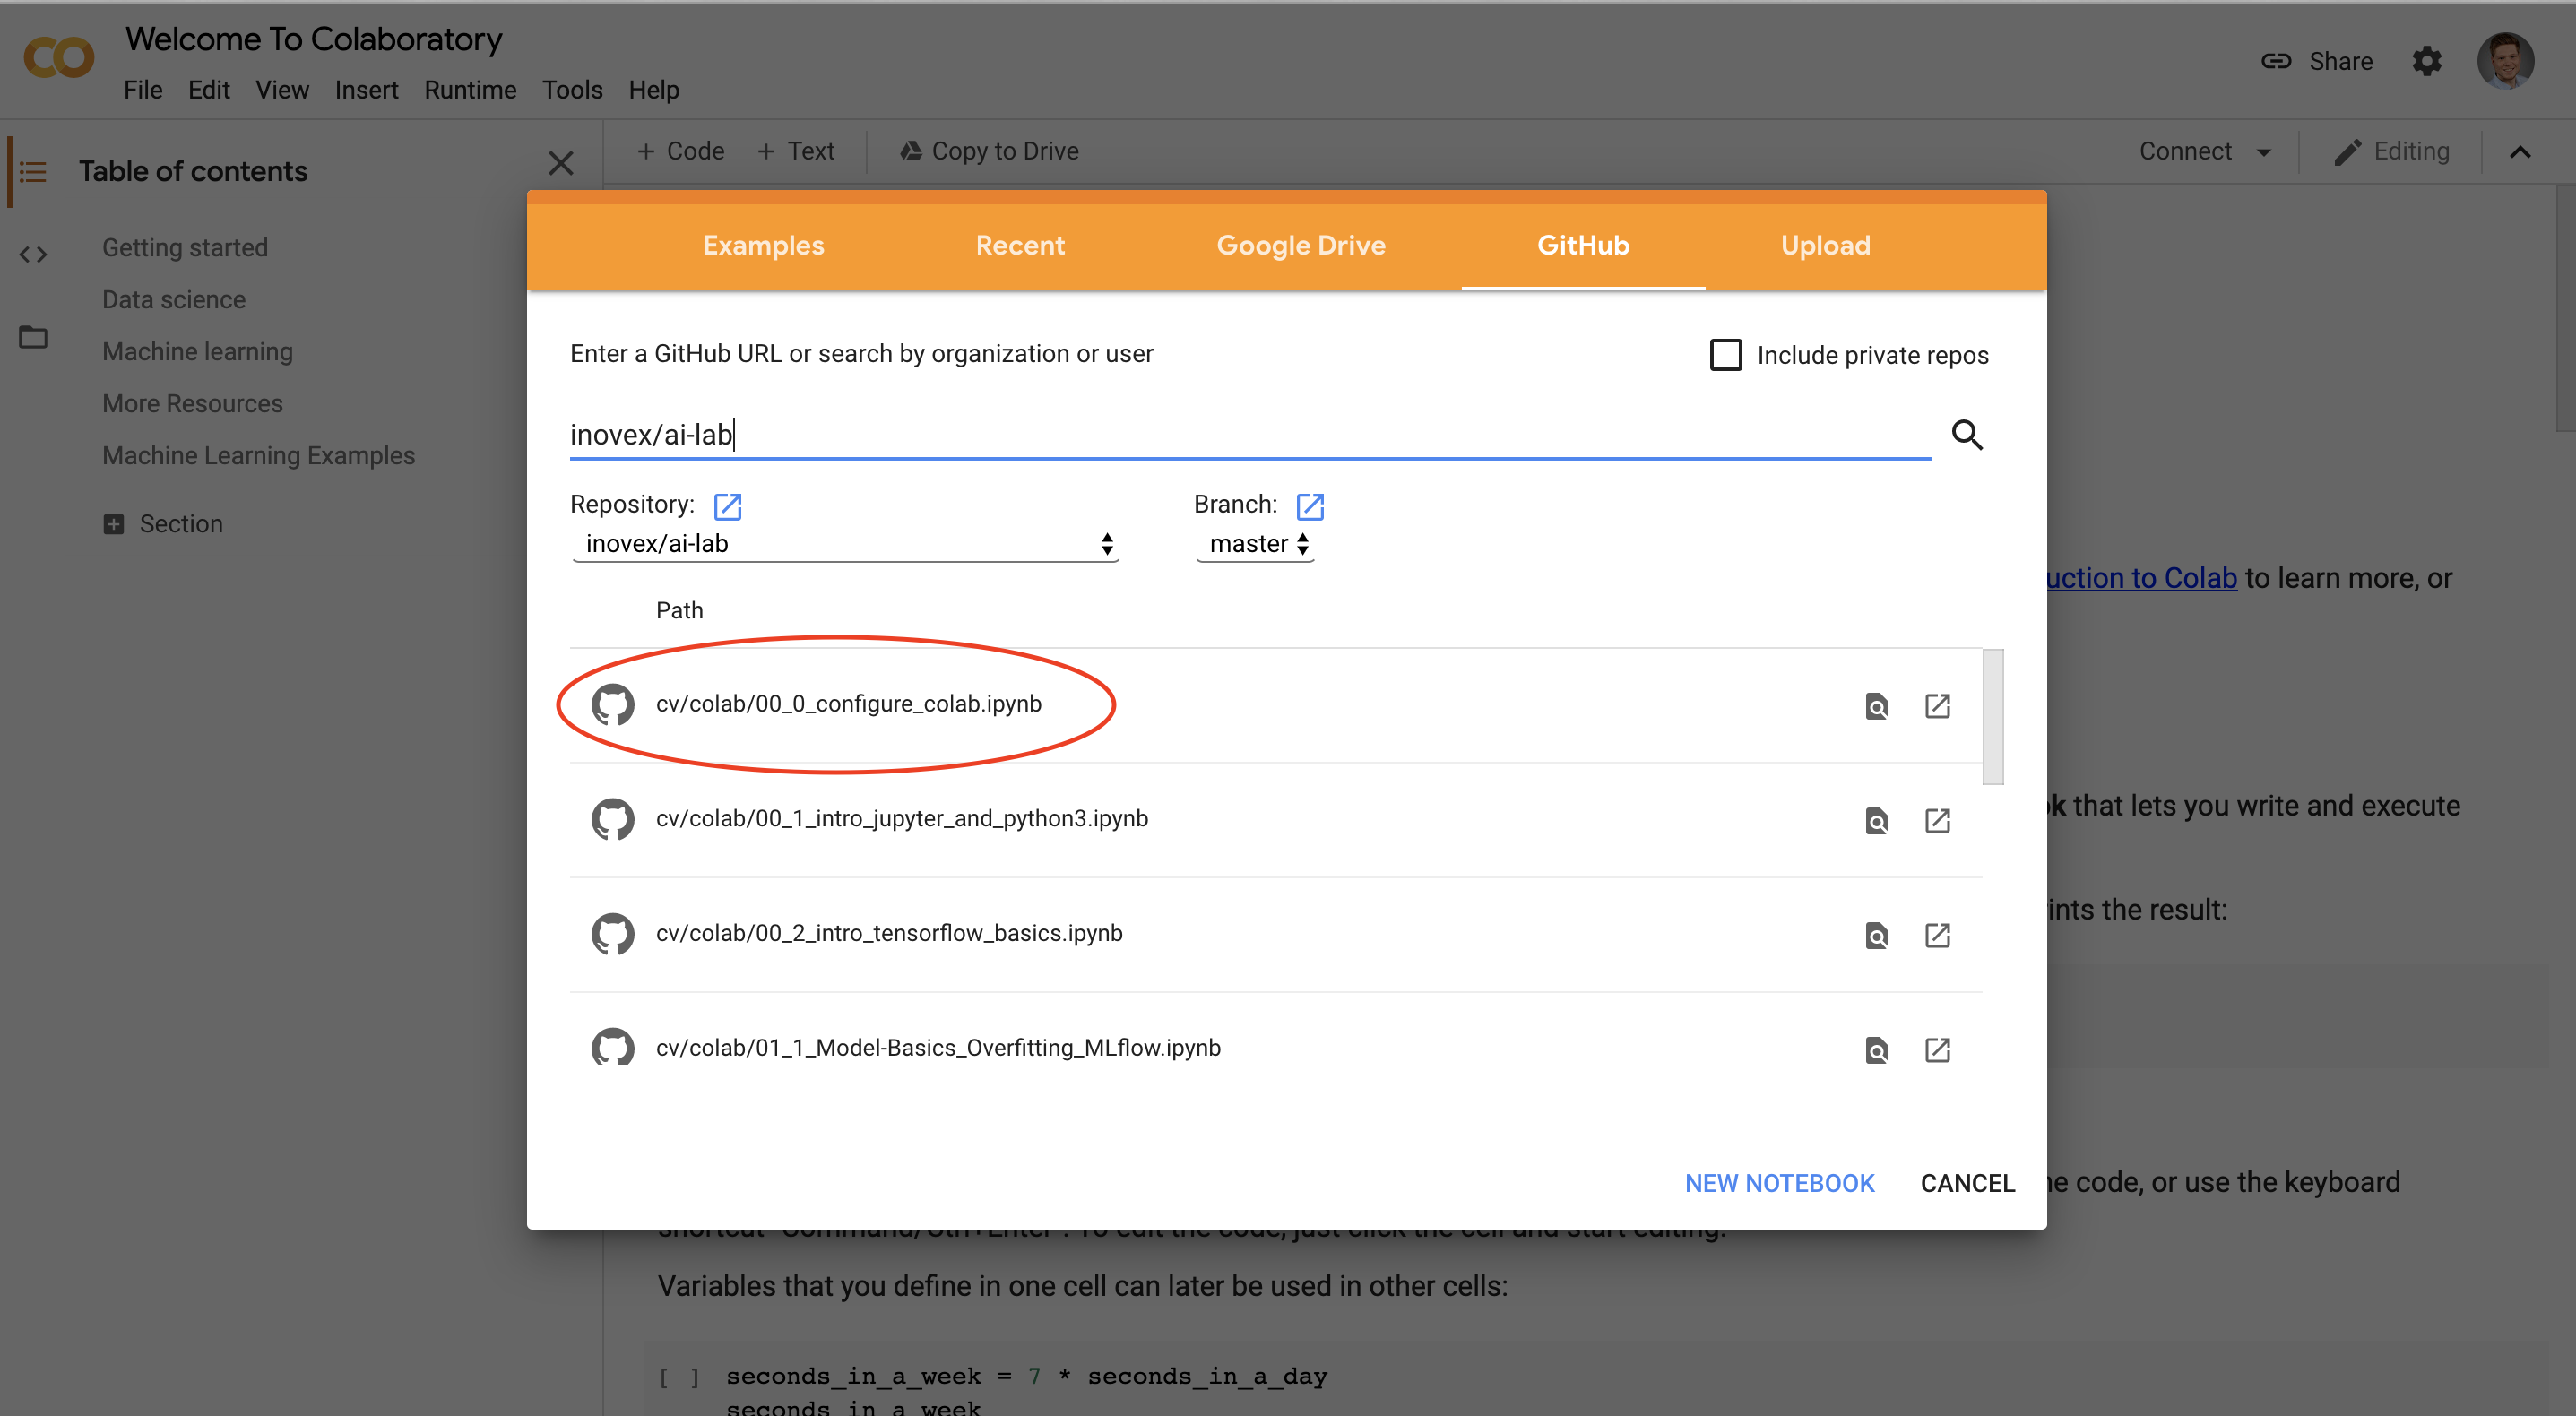 Welcome To Colaboratory
File Edit View Insert Runtime Tools Help
Share
Table of contents
+ Code + Text Copy to Drive
Connect Editing
Getting started
Data science
Machine learning
More Resources
Machine Learning Examples
Section
Examples Recent Google Drive GitHub Upload
Enter a GitHub URL or search by organization or user
Include private repos
inovex/ai-lab
Repository: Branch:
inovex/ai-lab master
Path
cv/colab/00_0_configure_colab.ipynb
cv/colab/00_1_intro_jupyter_and_python3.ipynb
cv/colab/00_2_intro_tensorflow_basics.ipynb
cv/colab/01_1_Model-Basics_Overfitting_MLflow.ipynb
NEW NOTEBOOK CANCEL
uction to Colab to learn more, or
k that lets you write and execute
ints the result:
e code, or use the keyboard
shortcut "Command/Ctrl+Enter". To edit the code, just click the cell and start editing.
Variables that you define in one cell can later be used in other cells:
[ ] seconds_in_a_week = 7 * seconds_in_a_day
seconds_in_a_week